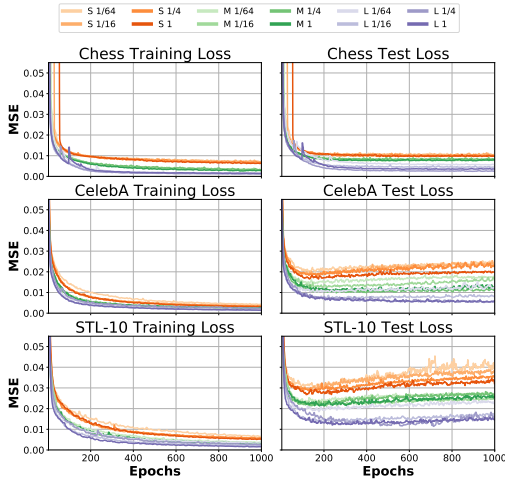 S 1/64 S 1/4 M 1/64 M 1/4 L 1/64 L 1/4
S 1/16 S 1 M 1/16 M 1 L 1/16 L 1
Chess Training Loss Chess Test Loss
MSE
0.05
0.04
0.03
0.02
0.01
0.00
CelebA Training Loss CelebA Test Loss
MSE
0.05
0.04
0.03
0.02
0.01
0.00
STL-10 Training Loss STL-10 Test Loss
MSE
0.05
0.04
0.03
0.02
0.01
0.00
200 400 600 800 1000 200 400 600 800 1000
Epochs Epochs